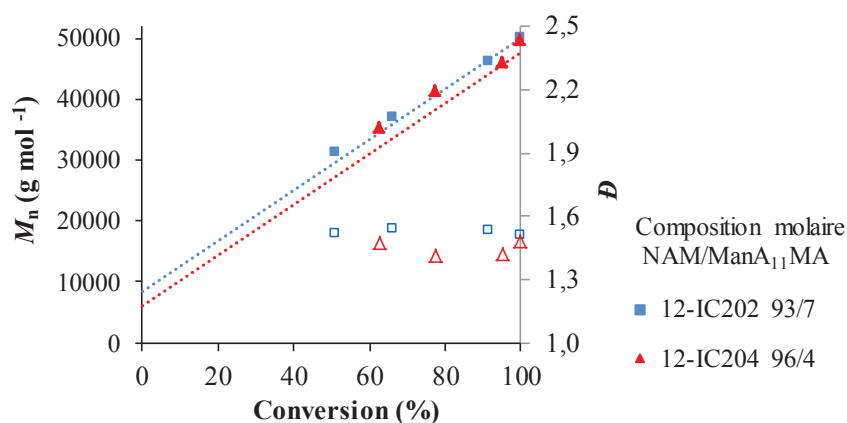 50000
40000
30000
20000
10000
0
Mn (g mol -1)
0
20
40
60
80
100
Conversion (%)
2,5
2,2
1,9
1,6
1,3
1,0
Đ
Composition molaire
NAM/ManA11MA
12-IC202 93/7
12-IC204 96/4